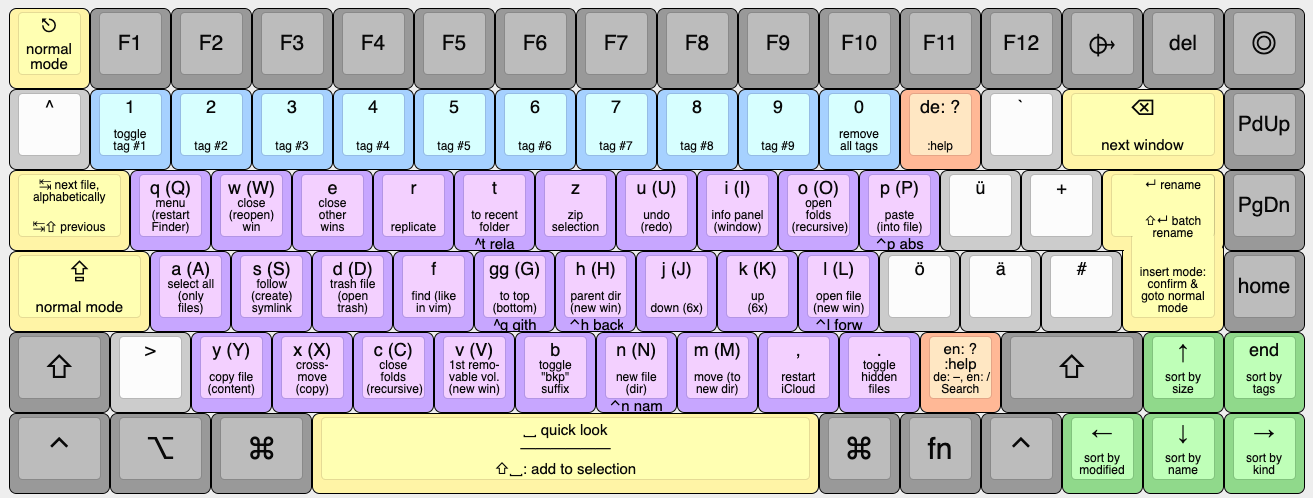 ⎋
normal
mode
F1
F2
F3
F4
F5
F6
F7
F8
F9
F10
F11
F12
⌽
del
◎
^
1
toggle
tag #1
2
tag #2
3
tag #3
4
tag #4
5
tag #5
6
tag #6
7
tag #7
8
tag #8
9
tag #9
0
remove
all tags
de: ?
:help
`
⌫
next window
PdUp
↹ next file,
alphabetically
↹⇧ previous
q (Q)
menu
(restart
Finder)
w (W)
close
(reopen)
win
e
close
other
wins
r
replicate
t
to recent
folder
^t rela
z
zip
selection
u (U)
undo
(redo)
i (I)
info panel
(window)
o (O)
open
folds
(recursive)
p (P)
paste
(into file)
^p abs
ü
+
↵ rename
⇧↵ batch
rename
insert mode:
confirm &
goto normal
mode
PgDn
⇪
normal mode
a (A)
select all
(only
files)
s (S)
follow
(create)
symlink
d (D)
trash file
(open
trash)
f
find (like
in vim)
gg (G)
to top
(bottom)
^g gith
h (H)
parent dir
(new win)
^h back
j (J)
down (6x)
k (K)
up
(6x)
l (L)
open file
(new win)
^l forw
ö
ä
#
home
⇧
>
y (Y)
copy file
(content)
x (X)
cross-
move
(copy)
c (C)
close
folds
(recursive)
v (V)
1st remo-
vable vol.
(new win)
b
toggle
"bkp"
suffix
n (N)
new file
(dir)
^n nam
m (M)
move (to
new dir)
,
restart
iCloud
.
toggle
hidden
files
en: ?
:help
de: –, en: /
Search
⇧
↑
sort by
size
end
sort by
tags
^
⌥
⌘
⎵ quick look
⇧⎵: add to selection
⌘
fn
^
←
sort by
modified
↓
sort by
name
→
sort by
kind